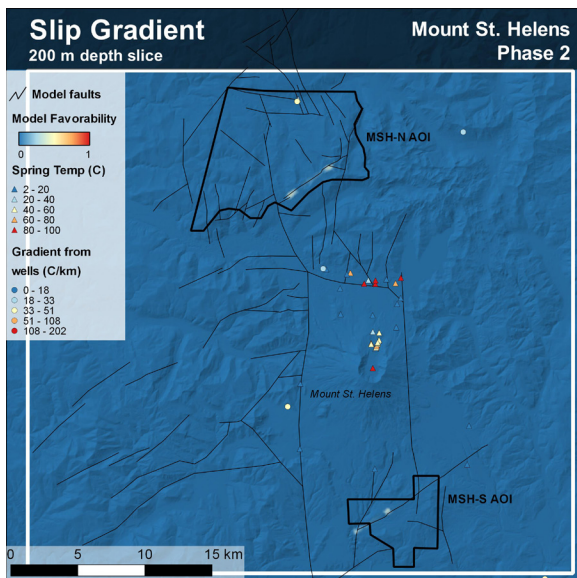 Slip Gradient
200 m depth slice
Mount St. Helens
Phase 2
Model faults
Model Favorability
0 1
Spring Temp (C)
2 - 20
20 - 40
40 - 60
60 - 80
80 - 100
Gradient from
wells (C/km)
0 - 18
18 - 33
33 - 51
51 - 108
108 - 202
MSH-N AOI
Mount St. Helens
MSH-S AOI
0 5 10 15 km